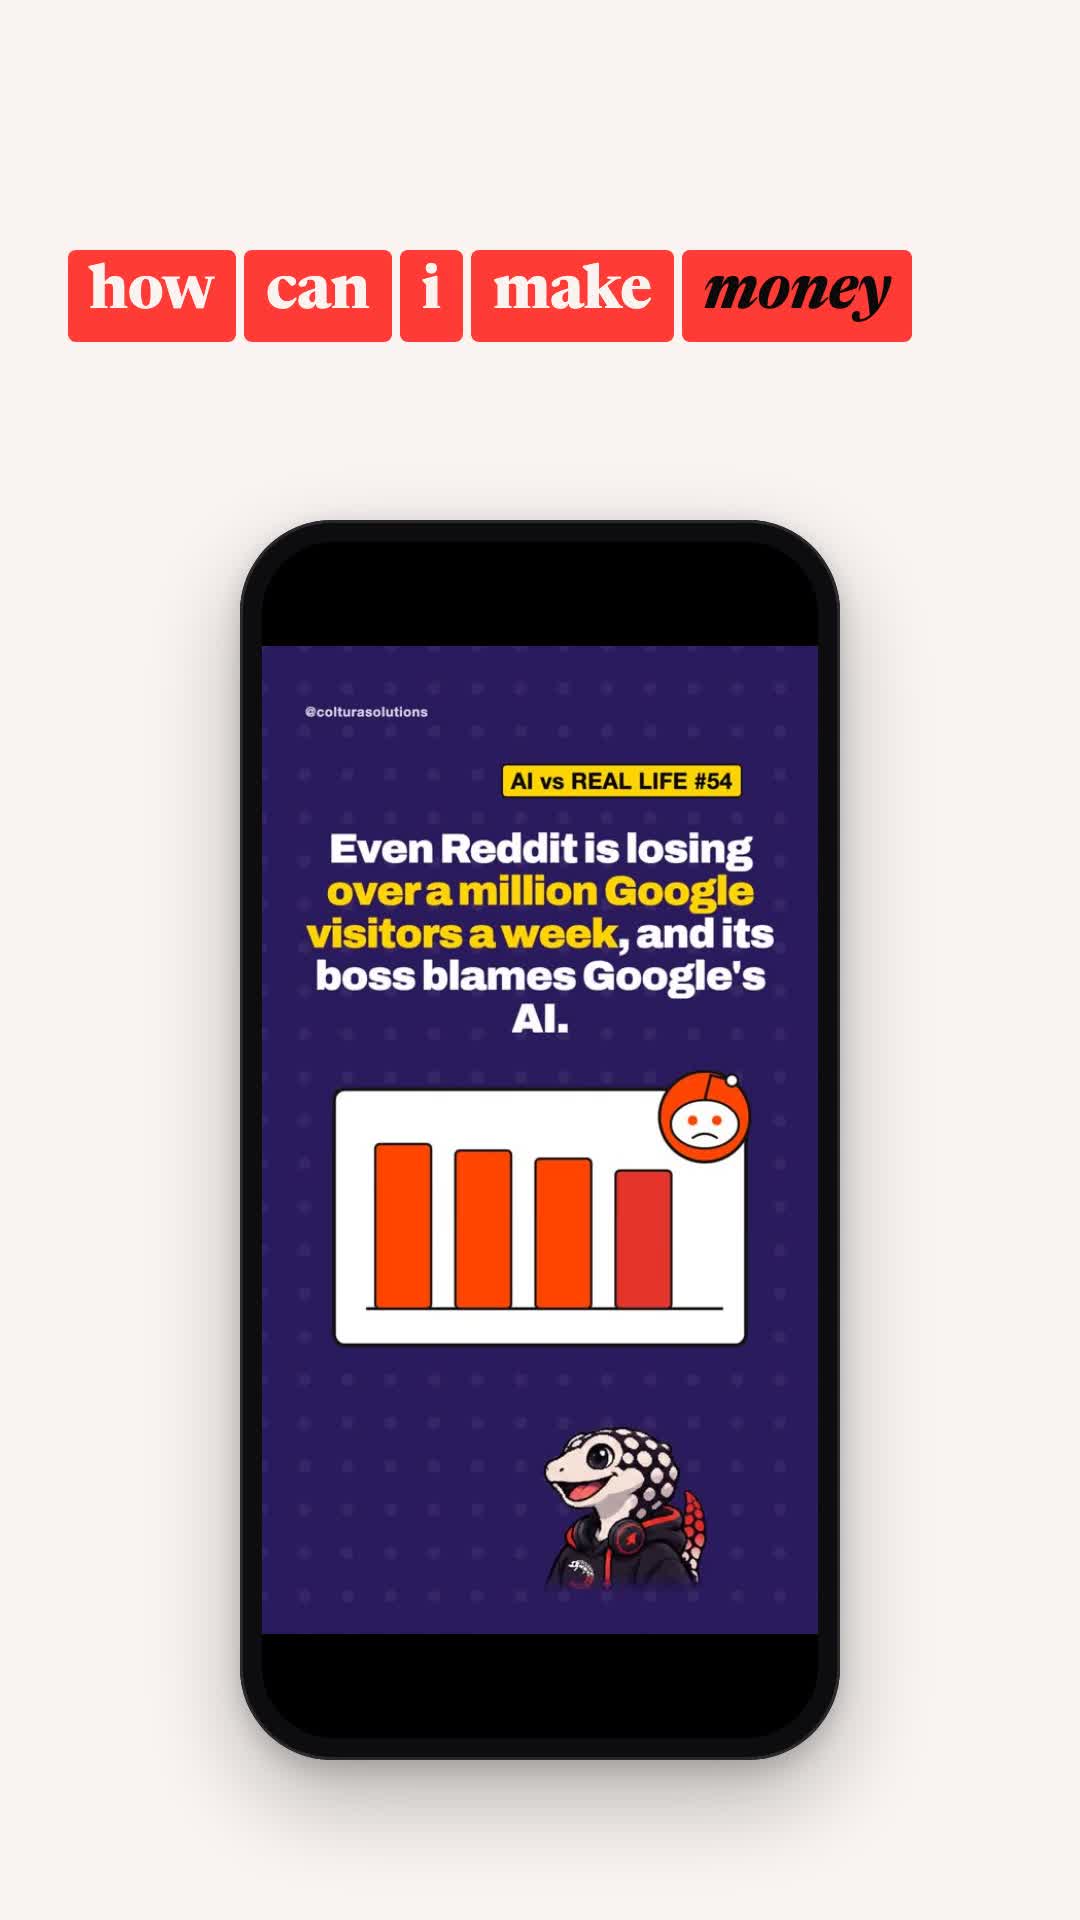 how can i make money
@colturasolutions
AI vs REAL LIFE #54
Even Reddit is losing
over a million Google
visitors a week, and its
boss blames Google's
AI.